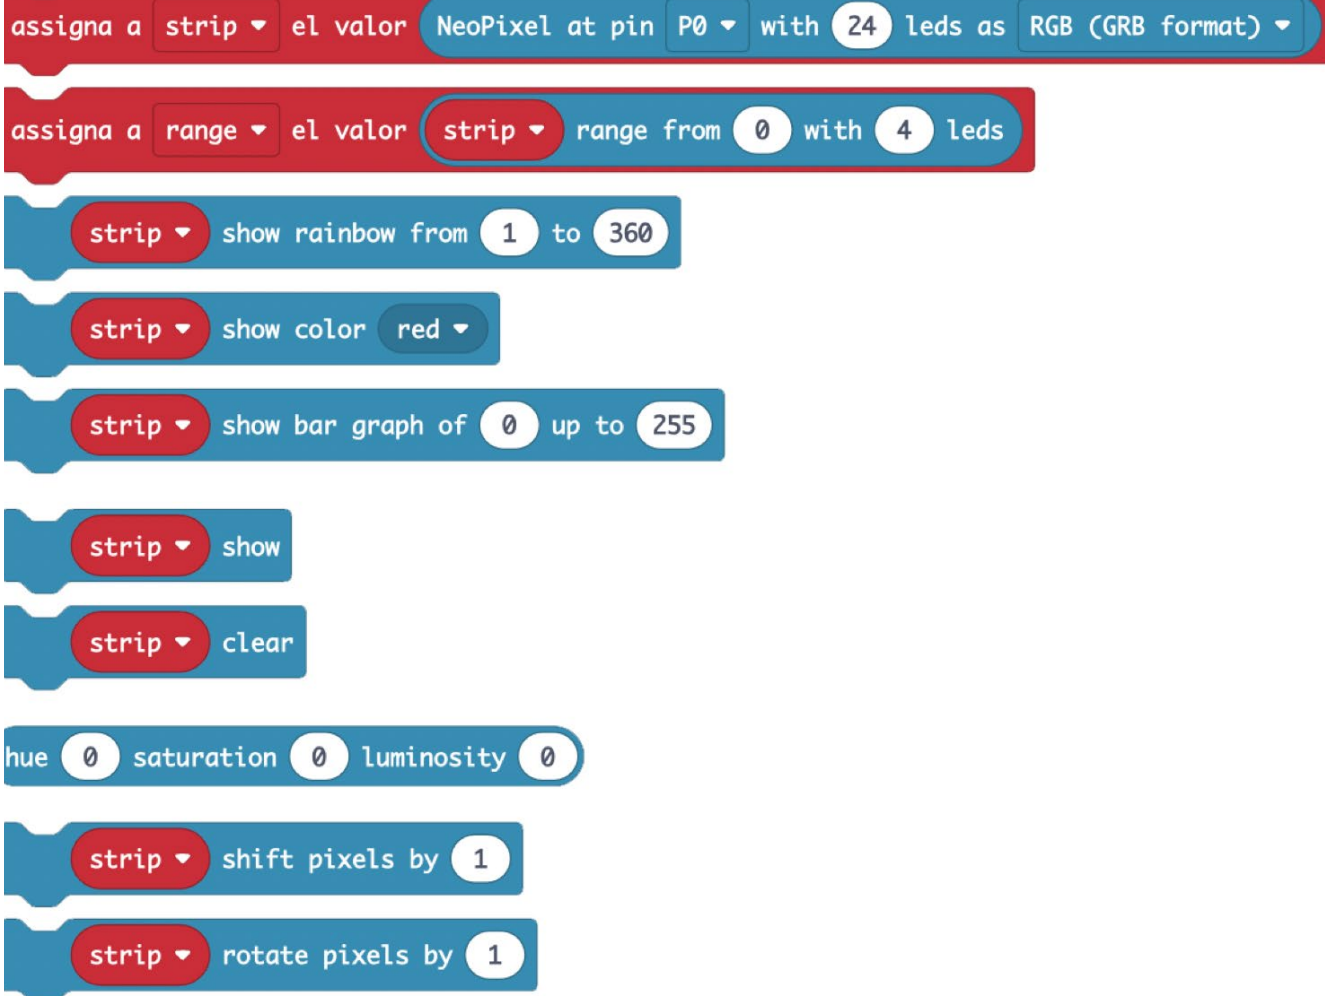 assigna a strip el valor NeoPixel at pin P0 with 24 leds as RGB (GRB format)
assigna a range el valor strip range from 0 with 4 leds
strip show rainbow from 1 to 360
strip show color red
strip show bar graph of 0 up to 255
strip show
strip clear
hue 0 saturation 0 luminosity 0
strip shift pixels by 1
strip rotate pixels by 1